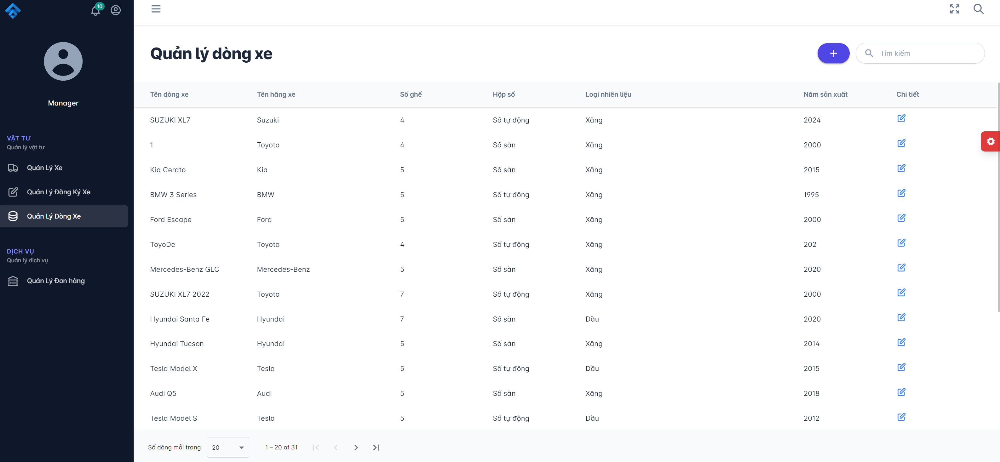 10
Manager
VẬT TƯ
Quản lý vật tư
Quản Lý Xe
Quản Lý Đăng Ký Xe
Quản Lý Dòng Xe
DỊCH VỤ
Quản lý dịch vụ
Quản Lý Đơn hàng
Quản lý dòng xe
Tìm kiếm
Tên dòng xe Tên hãng xe Số ghế Hộp số Loại nhiên liệu Năm sản xuất Chi tiết
SUZUKI XL7 Suzuki 4 Số tự động Xăng 2024
1 Toyota 4 Số sàn Xăng 2000
Kia Cerato Kia 5 Số sàn Xăng 2015
BMW 3 Series BMW 5 Số tự động Xăng 1995
Ford Escape Ford 5 Số sàn Xăng 2000
ToyoDe Toyota 4 Số tự động Xăng 202
Mercedes-Benz GLC Mercedes-Benz 5 Số sàn Xăng 2020
SUZUKI XL7 2022 Toyota 7 Số tự động Xăng 2000
Hyundai Santa Fe Hyundai 7 Số sàn Dầu 2020
Hyundai Tucson Hyundai 5 Số sàn Xăng 2014
Tesla Model X Tesla 5 Số tự động Dầu 2015
Audi Q5 Audi 5 Số sàn Xăng 2018
Tesla Model S Tesla 5 Số tự động Dầu 2012
Số dòng mỗi trang 20 1 – 20 of 31